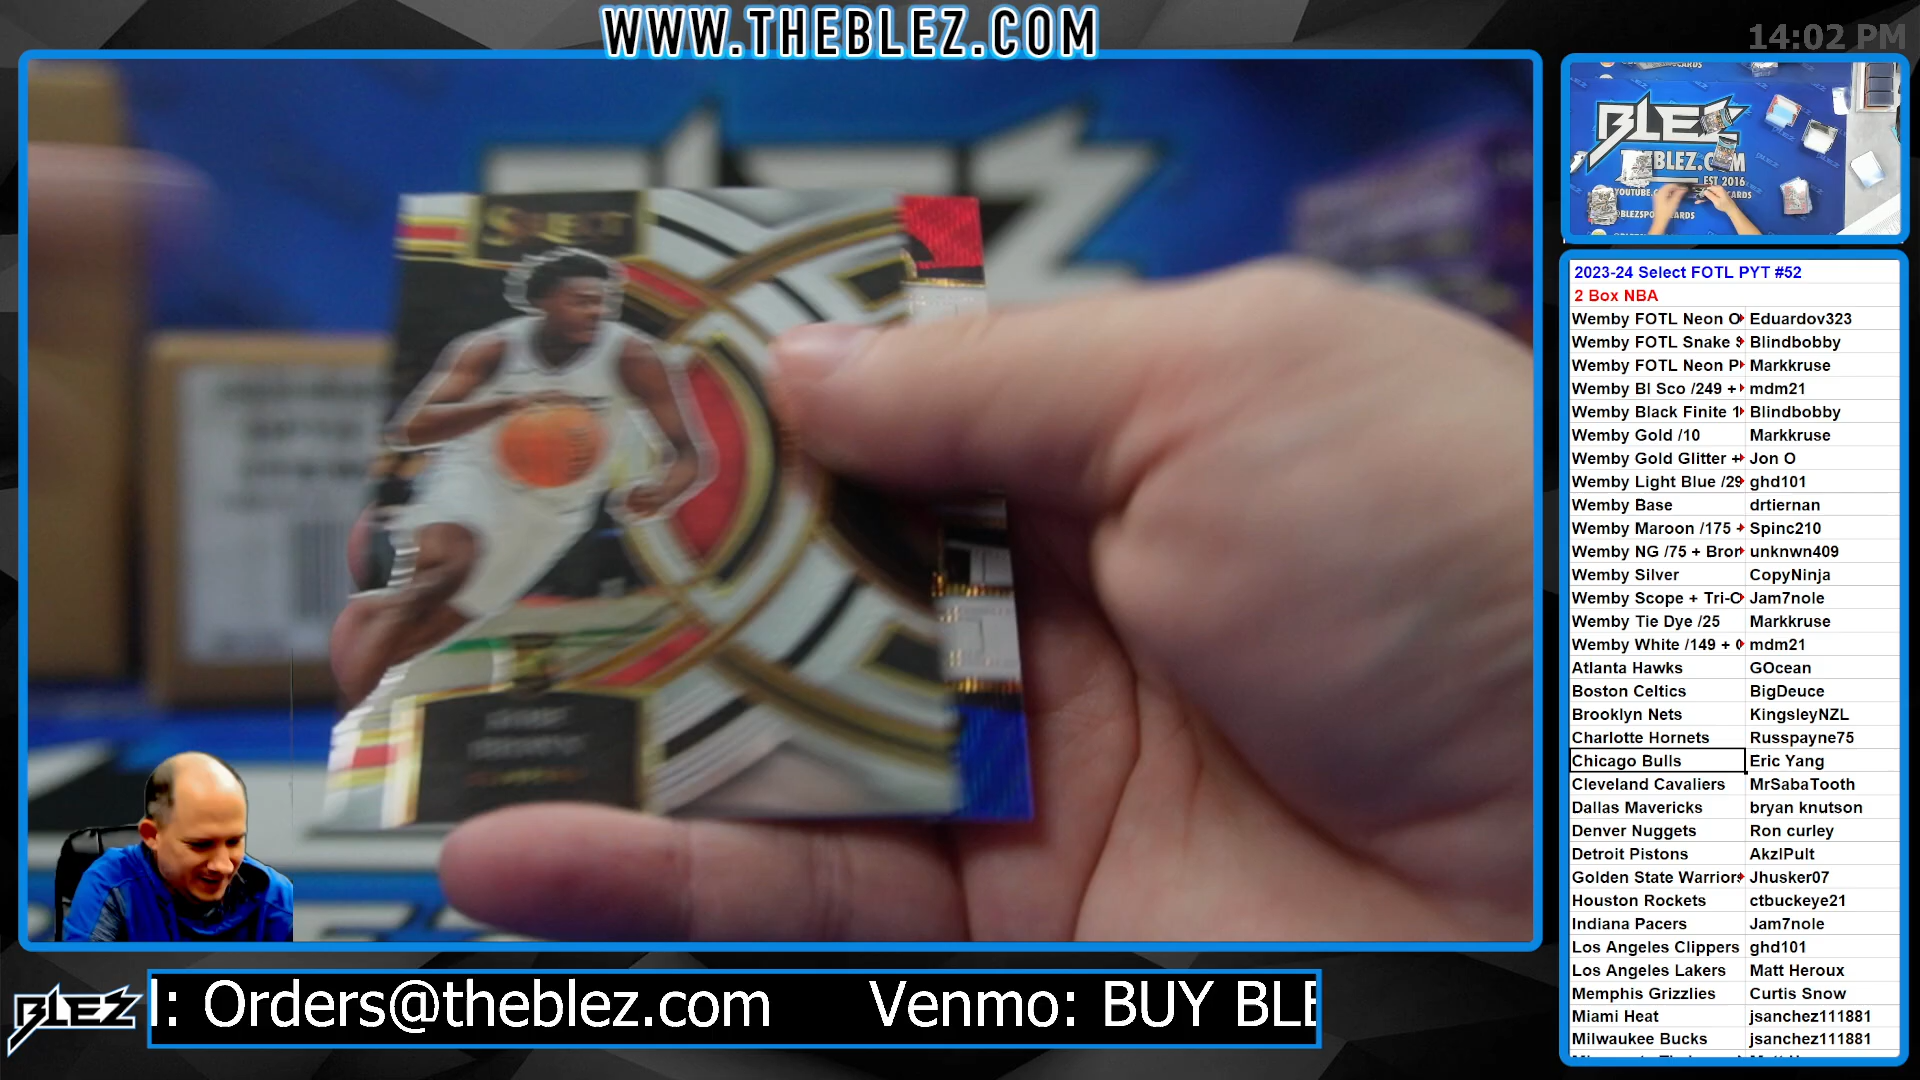 WWW.THEBLEZ.COM
14:02 PM
SELECT
BLEZ
THEBLEZ.COM
EST 2016
2023-24 Select FOTL PYT #52
2 Box NBA
Wemby FOTL Neon O Eduardov323
Wemby FOTL Snake S Blindbobby
Wemby FOTL Neon P Markkruse
Wemby Bl Sco /249 + mdm21
Wemby Black Finite 1 Blindbobby
Wemby Gold /10 Markkruse
Wemby Gold Glitter + Jon O
Wemby Light Blue /29 ghd101
Wemby Base drtiernan
Wemby Maroon /175 + Spinc210
Wemby NG /75 + Bron unknwn409
Wemby Silver CopyNinja
Wemby Scope + Tri-C Jam7nole
Wemby Tie Dye /25 Markkruse
Wemby White /149 + mdm21
Atlanta Hawks GOcean
Boston Celtics BigDeuce
Brooklyn Nets KingsleyNZL
Charlotte Hornets Russpayne75
Chicago Bulls Eric Yang
Cleveland Cavaliers MrSabaTooth
Dallas Mavericks bryan knutson
Denver Nuggets Ron curley
Detroit Pistons AkzIPult
Golden State Warriors Jhusker07
Houston Rockets ctbuckeye21
Indiana Pacers Jam7nole
Los Angeles Clippers ghd101
Los Angeles Lakers Matt Heroux
Memphis Grizzlies Curtis Snow
Miami Heat jsanchez111881
Milwaukee Bucks jsanchez111881
BLEZ
l: Orders@theblez.com Venmo: BUY BLE